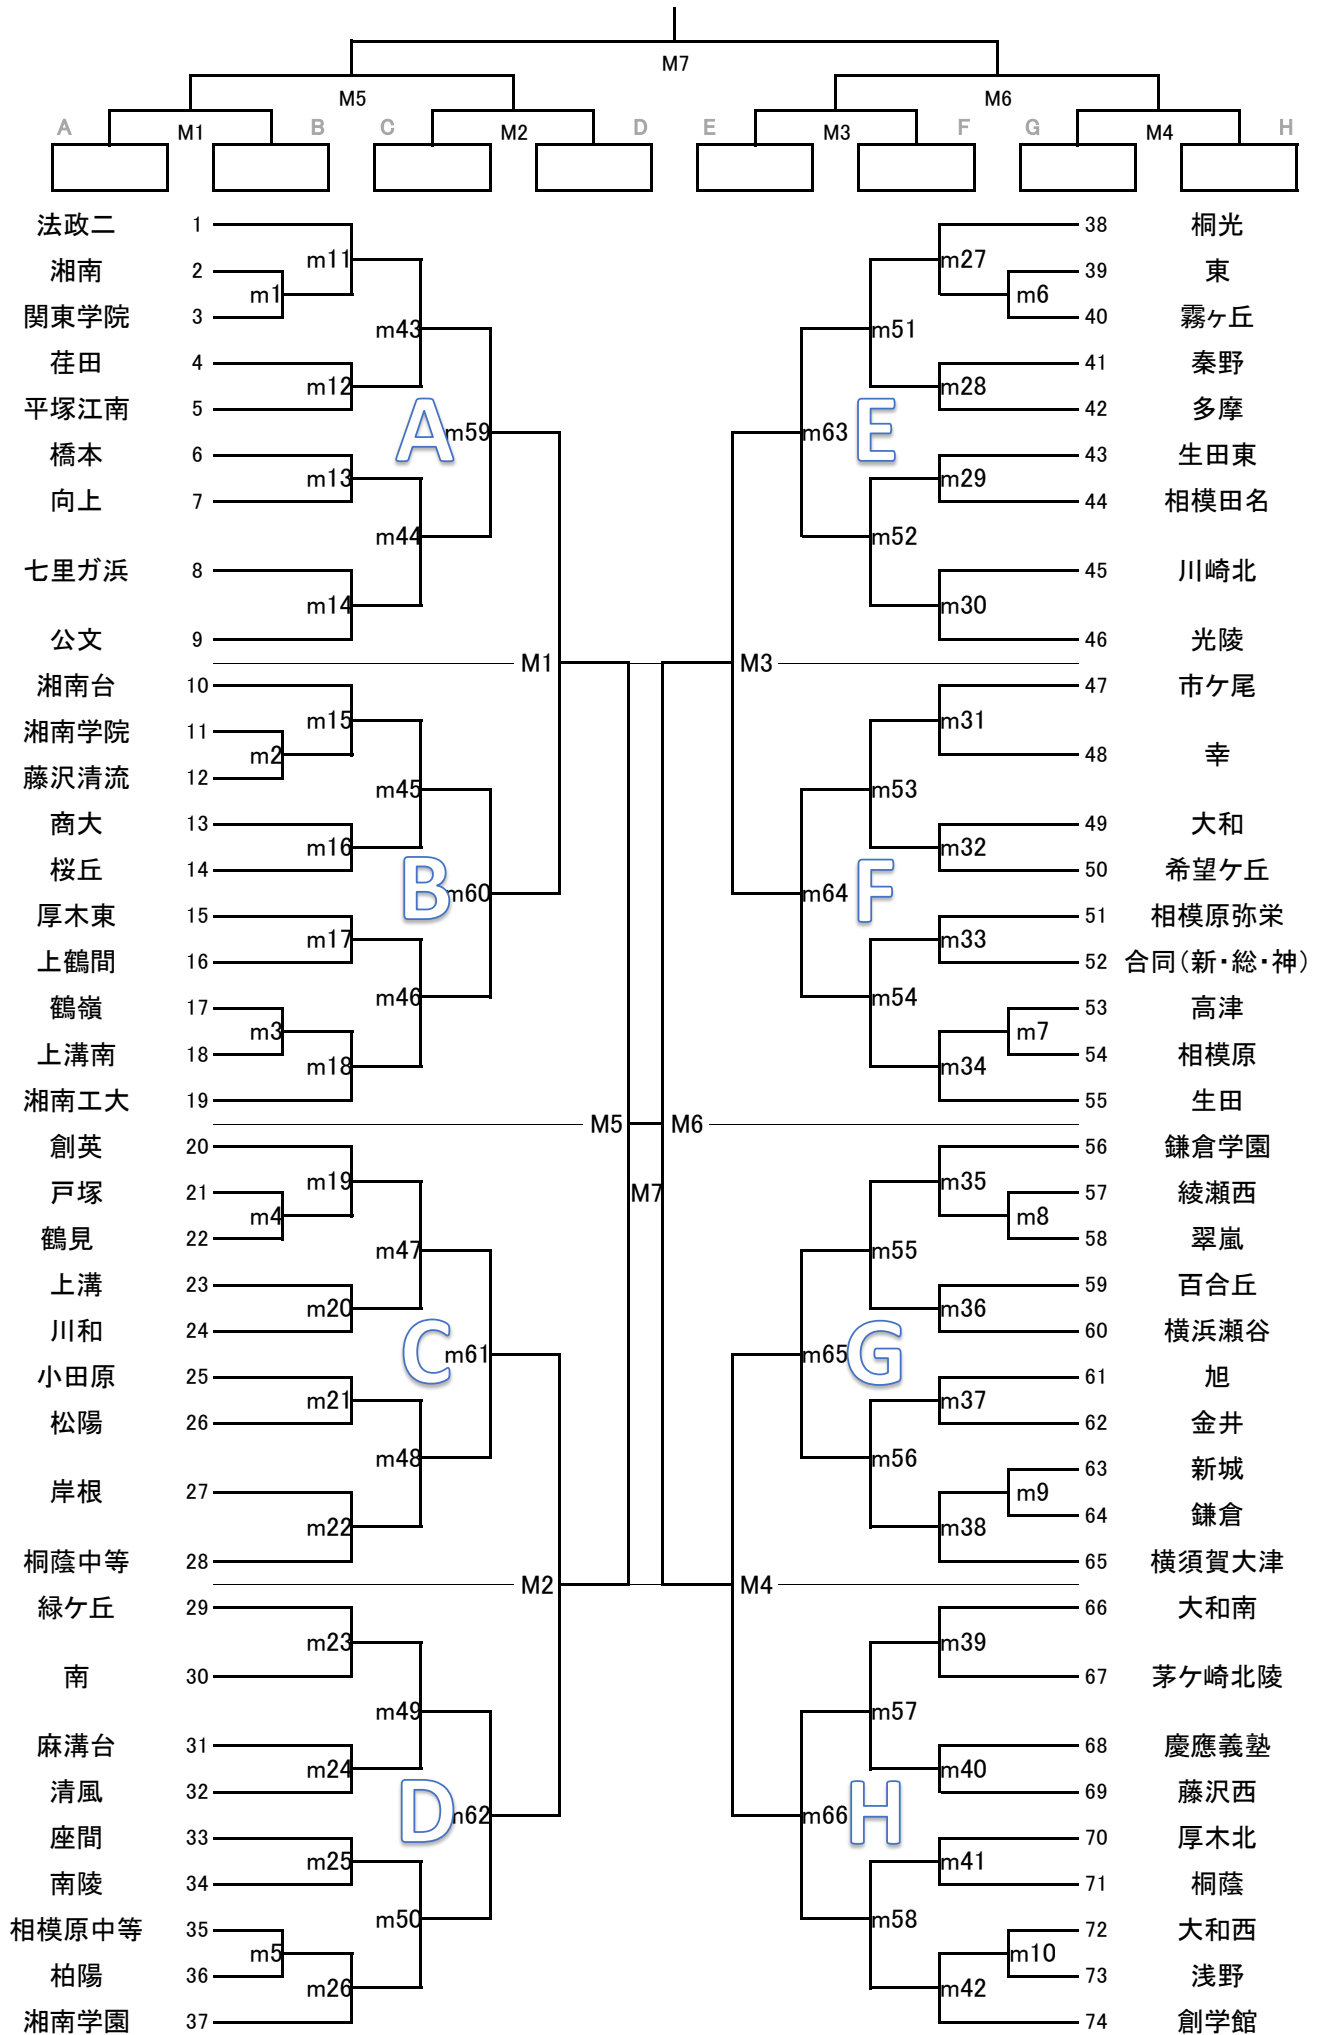 M7
M5 M6
A M1 B C M2 D E M3 F G M4 H
法政二 1
湘南 2
関東学院 3
荏田 4
平塚江南 5
橋本 6
向上 7
七里ガ浜 8
公文 9
湘南台 10
湘南学院 11
藤沢清流 12
商大 13
桜丘 14
厚木東 15
上鶴間 16
鶴嶺 17
上溝南 18
湘南工大 19
創英 20
戸塚 21
鶴見 22
上溝 23
川和 24
小田原 25
松陽 26
岸根 27
桐蔭中等 28
緑ケ丘 29
南 30
麻溝台 31
清風 32
座間 33
南陵 34
相模原中等 35
柏陽 36
湘南学園 37
m1
m2
m3
m4
m5
m11
m12
m13
m14
m15
m16
m17
m18
m19
m20
m21
m22
m23
m24
m25
m26
m43
m44
m45
m46
m47
m48
m49
m50
A m59
B m60
C m61
D m62
M1
M2
M5
M7
M6
M3
M4
m63 E
m64 F
m65 G
m66 H
m51
m52
m53
m54
m55
m56
m57
m58
m27
m28
m29
m30
m31
m32
m33
m34
m35
m36
m37
m38
m39
m40
m41
m42
m6
m7
m8
m9
m10
38 桐光
39 東
40 霧ヶ丘
41 秦野
42 多摩
43 生田東
44 相模田名
45 川崎北
46 光陵
47 市ケ尾
48 幸
49 大和
50 希望ケ丘
51 相模原弥栄
52 合同(新・総・神)
53 高津
54 相模原
55 生田
56 鎌倉学園
57 綾瀬西
58 翠嵐
59 百合丘
60 横浜瀬谷
61 旭
62 金井
63 新城
64 鎌倉
65 横須賀大津
66 大和南
67 茅ケ崎北陵
68 慶應義塾
69 藤沢西
70 厚木北
71 桐蔭
72 大和西
73 浅野
74 創学館